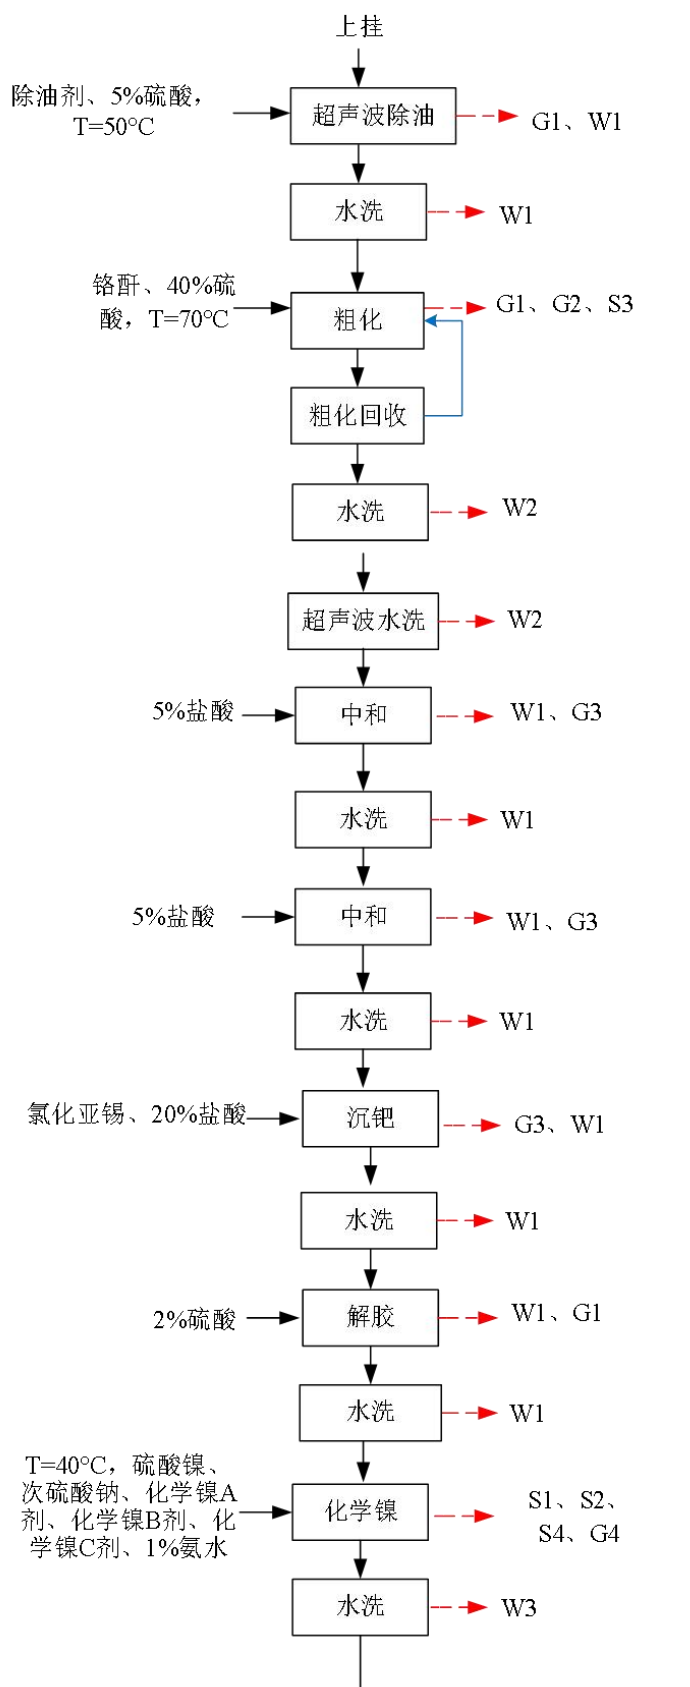 上挂
除油剂、5%硫酸，
T=50℃
超声波除油
G1、W1
水洗
W1
铬酐、40%硫
酸，T=70℃
粗化
G1、G2、S3
粗化回收
水洗
W2
超声波水洗
W2
5%盐酸
中和
W1、G3
水洗
W1
5%盐酸
中和
W1、G3
水洗
W1
氯化亚锡、20%盐酸
沉钯
G3、W1
水洗
W1
2%硫酸
解胶
W1、G1
水洗
W1
T=40℃，硫酸镍、
次硫酸钠、化学镍A
剂、化学镍B剂、化
学镍C剂、1%氨水
化学镍
S1、S2、
S4、G4
水洗
W3